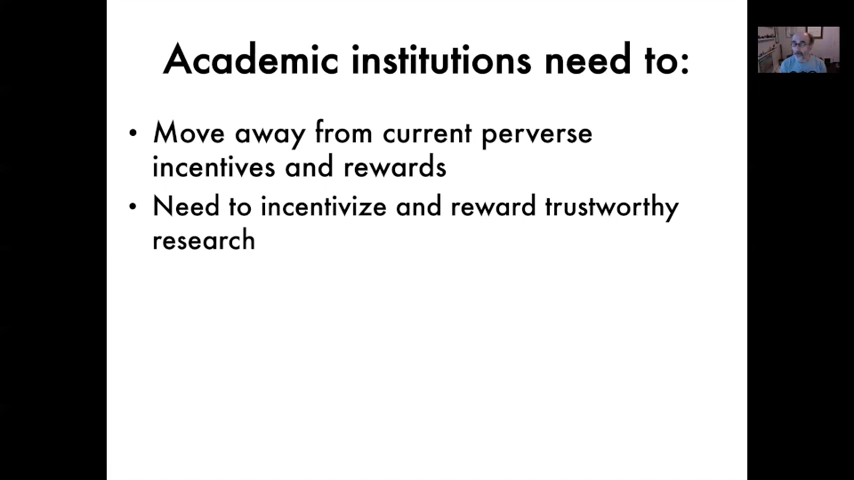 Academic institutions need to:
• Move away from current perverse
incentives and rewards
• Need to incentivize and reward trustworthy
research